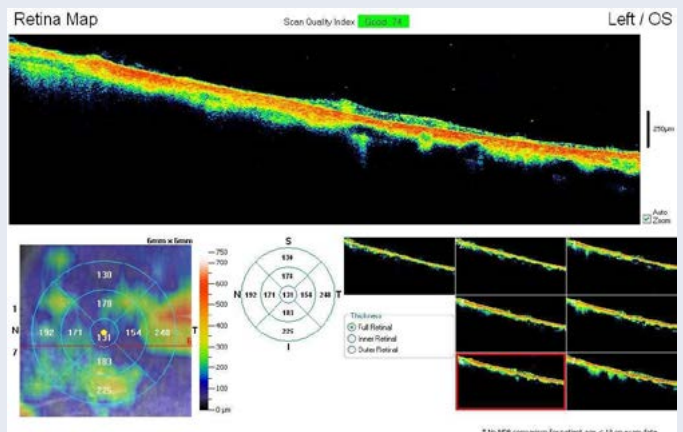 Retina Map
Scan Quality Index Good 74
Left / OS
250µm
Auto
Zoom
6mm x 6mm
130
178
192 171 131 154 240
183
225
1
N
7
T
750
700
600
500
400
300
200
100
0 µm
S
130
178
N 192 171 131 154 240 T
183
225
I
Thickness
Full Retinal
Inner Retinal
Outer Retinal